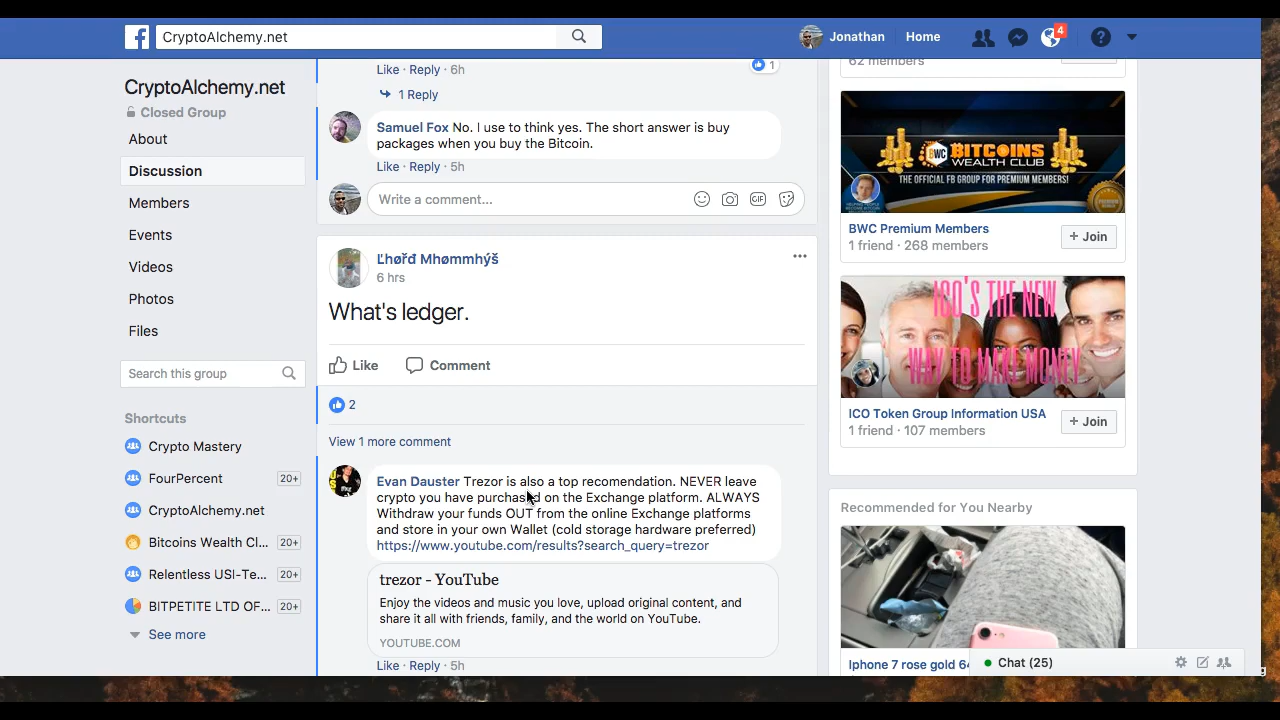 CryptoAlchemy.net
Jonathan
Home
4
CryptoAlchemy.net
Closed Group
About
Discussion
Members
Events
Videos
Photos
Files
Search this group
Shortcuts
Crypto Mastery
FourPercent 20+
CryptoAlchemy.net
Bitcoins Wealth Cl... 20+
Relentless USI-Te... 20+
BITPETITE LTD OF... 20+
See more
Like · Reply · 6h
1
1 Reply
Samuel Fox No. I use to think yes. The short answer is buy
packages when you buy the Bitcoin.
Like · Reply · 5h
Write a comment...
GIF
Ľhøřđ Mhømmhýš
6 hrs
What's ledger.
Like
Comment
2
View 1 more comment
Evan Dauster Trezor is also a top recomendation. NEVER leave
crypto you have purchased on the Exchange platform. ALWAYS
Withdraw your funds OUT from the online Exchange platforms
and store in your own Wallet (cold storage hardware preferred)
https://www.youtube.com/results?search_query=trezor
trezor - YouTube
Enjoy the videos and music you love, upload original content, and
share it all with friends, family, and the world on YouTube.
YOUTUBE.COM
Like · Reply · 5h
62 members
BWC BITCOINS
WEALTH CLUB
THE OFFICIAL FB GROUP FOR PREMIUM MEMBERS!
BWC Premium Members
1 friend · 268 members
+ Join
ICO'S THE NEW
WAY TO MAKE MONEY
ICO Token Group Information USA
1 friend · 107 members
+ Join
Recommended for You Nearby
Iphone 7 rose gold 64
Chat (25)